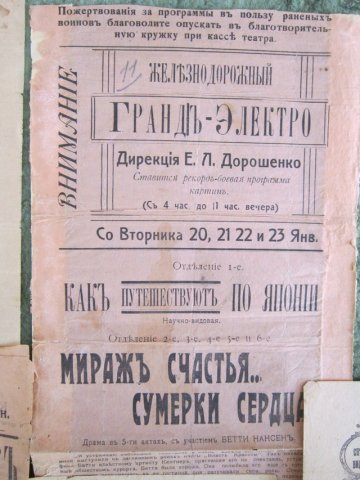 Пожертвованія за программы въ пользу раненыхъ
воиновъ благоволите опускать въ благотворитель-
ную кружку при кассѣ театра.
11
ВНИМАНІЕ
ЖЕЛѢЗНОДОРОЖНЫЙ
ГРАНДЪ-ЭЛЕКТРО
Дирекція Е. Л. Дорошенко
Ставится рекордъ-боевая программа
картинъ.
(Съ 4 час. до 11 час. вечера)
Со Вторника 20, 21 22 и 23 Янв.
Отдѣленіе 1-е.
КАКЪ ПУТЕШЕСТВУЮТЪ ПО ЯПОНІИ
Научно-видовая.
Отдѣленіе 2-е, 3-е, 4-е 5-е и 6-е
МИРАЖЪ СЧАСТЬЯ..
СУМЕРКИ СЕРДЦА
Драма въ 5-ти актахъ, съ участіемъ БЕТТИ НАНСЕНЪ.